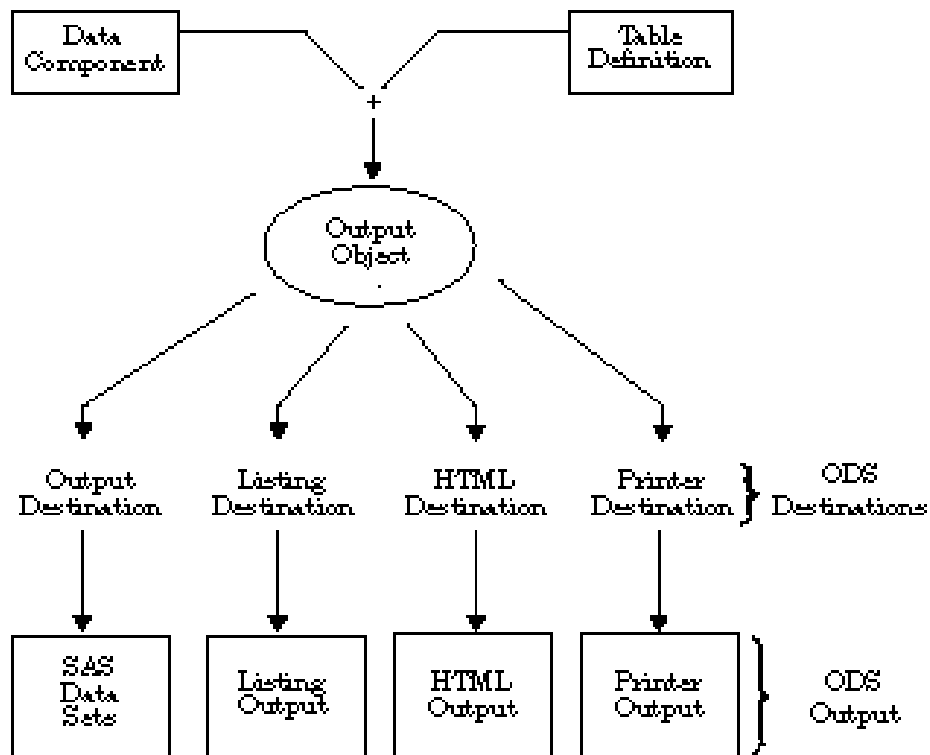 Data
Component
Table
Definition
+
Output
Object
Output
Destination
Listing
Destination
HTML
Destination
Printer
Destination
ODS
Destinations
SAS
Data
Sets
Listing
Output
HTML
Output
Printer
Output
ODS
Output